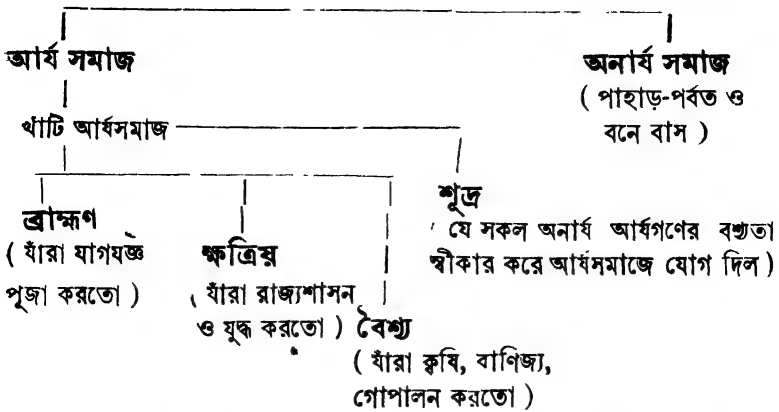 আর্য সমাজ
অনার্য সমাজ
( পাহাড়-পর্বত ও
বনে বাস )
খাঁটি আর্যসমাজ
ব্রাহ্মণ
( যাঁরা যাগযজ্ঞ
পূজা করতো )
ক্ষত্রিয়
( যাঁরা রাজ্যশাসন
ও যুদ্ধ করতো )
বৈশ্য
( যাঁরা কৃষি, বাণিজ্য,
গোপালন করতো )
শূদ্র
( যে সকল অনার্য আর্যগণের বশ্যতা
স্বীকার করে আর্যসমাজে যোগ দিল )